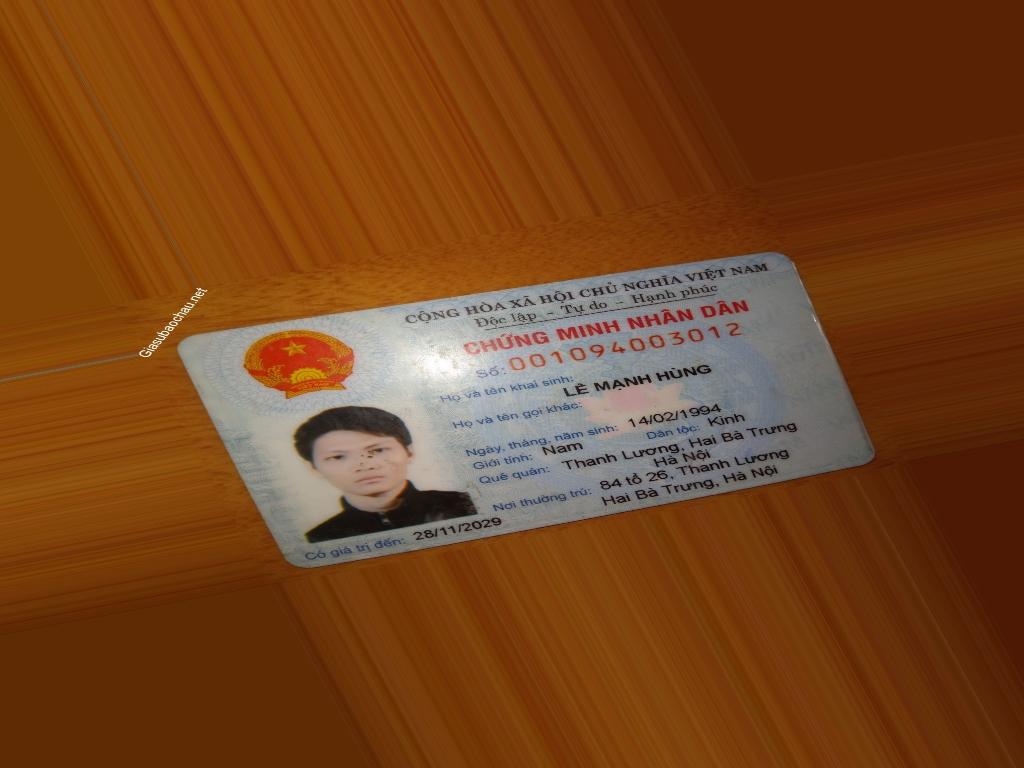 Giasubaochau.net
CỘNG HÒA XÃ HỘI CHỦ NGHĨA VIỆT NAM
Độc lập - Tự do - Hạnh phúc
CHỨNG MINH NHÂN DÂN
Số: 001094003012
Họ và tên khai sinh:
LÊ MẠNH HÙNG
Họ và tên gọi khác:
Ngày, tháng, năm sinh: 14/02/1994
Giới tính: Nam Dân tộc: Kinh
Quê quán: Thanh Lương, Hai Bà Trưng
Hà Nội
Nơi thường trú: 84 tổ 26, Thanh Lương
Hai Bà Trưng, Hà Nội
Có giá trị đến: 28/11/2029